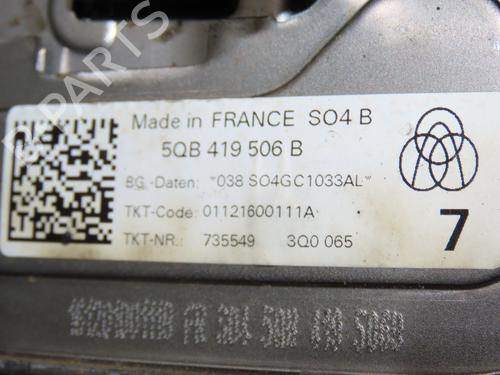 B-PARTS
Made in FRANCE SO4 B
5QB 419 506 B
BG.-Daten: "038 SO4GC1033AL"
TKT-Code: 01121600111A
TKT-NR.: 735549 3Q0 065
7